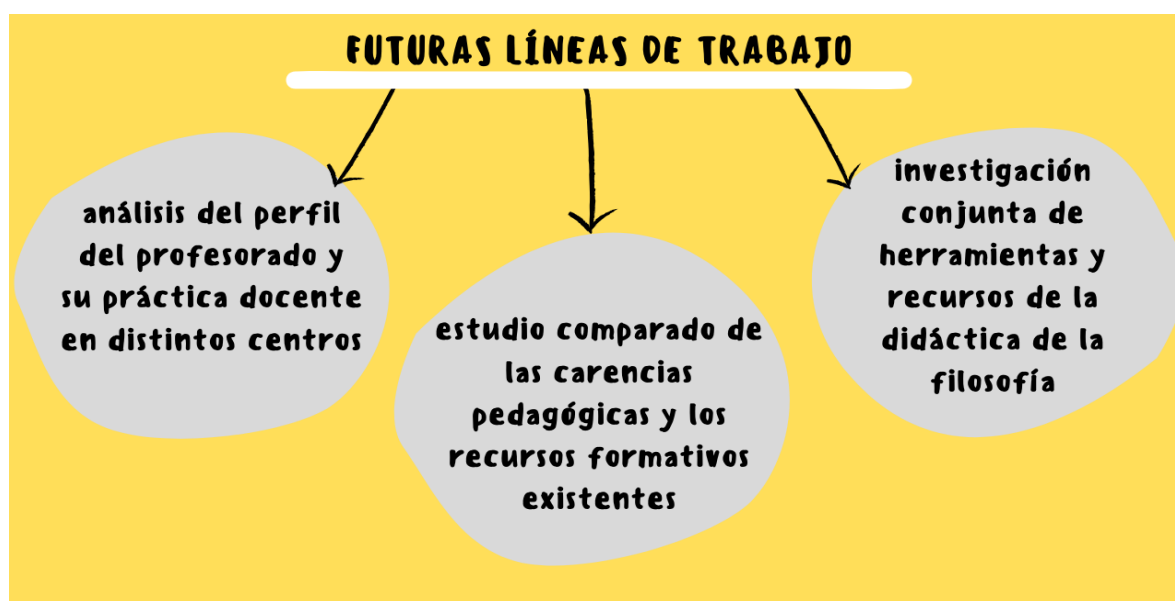 FUTURAS LÍNEAS DE TRABAJO
análisis del perfil
del profesorado y
su práctica docente
en distintos centros
estudio comparado de
las carencias
pedagógicas y los
recursos formativos
existentes
investigación
conjunta de
herramientas y
recursos de la
didáctica de la
filosofía